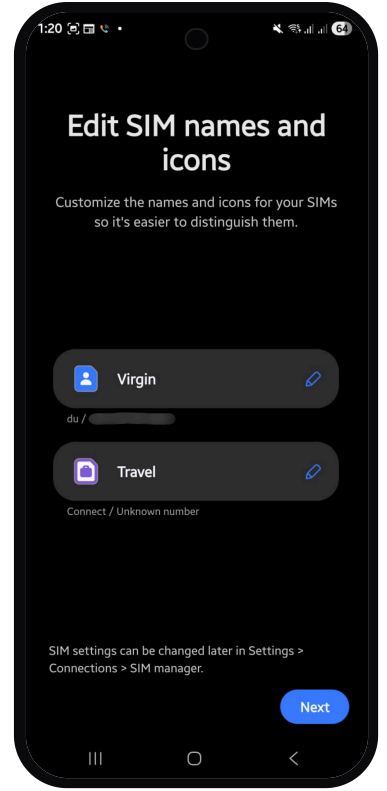 1:20
64
Edit SIM names and
icons
Customize the names and icons for your SIMs
so it's easier to distinguish them.
Virgin
du /
Travel
Connect / Unknown number
SIM settings can be changed later in Settings >
Connections > SIM manager.
Next